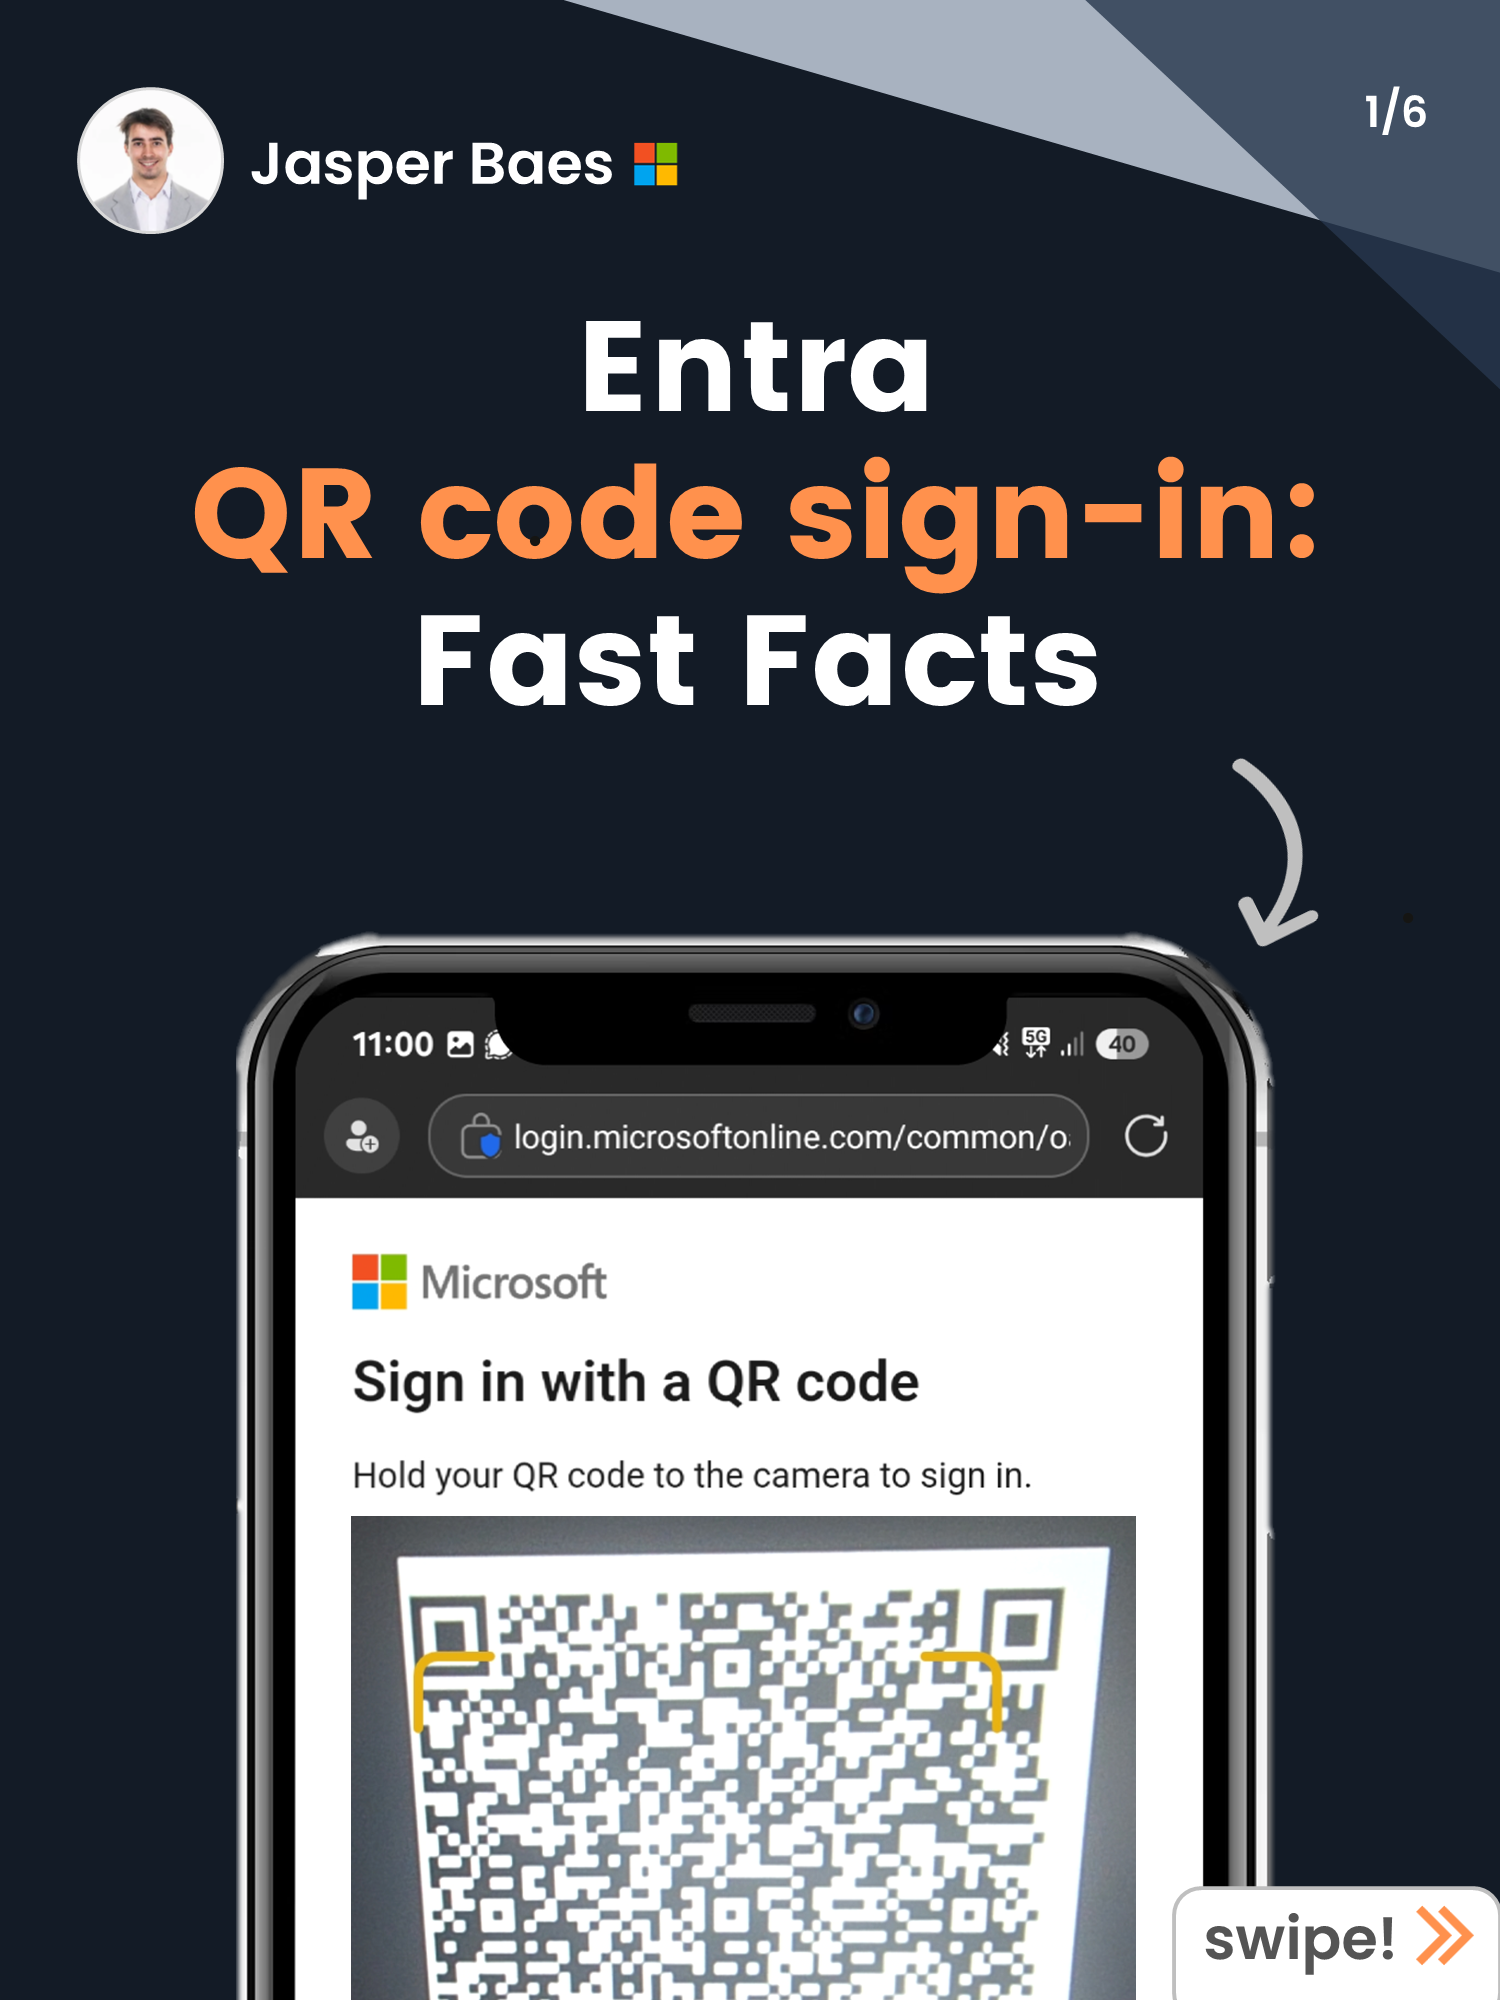 1/6
Jasper Baes
Entra
QR code sign-in:
Fast Facts
11:00
5G
40
login.microsoftonline.com/common/o
Microsoft
Sign in with a QR code
Hold your QR code to the camera to sign in.
swipe!